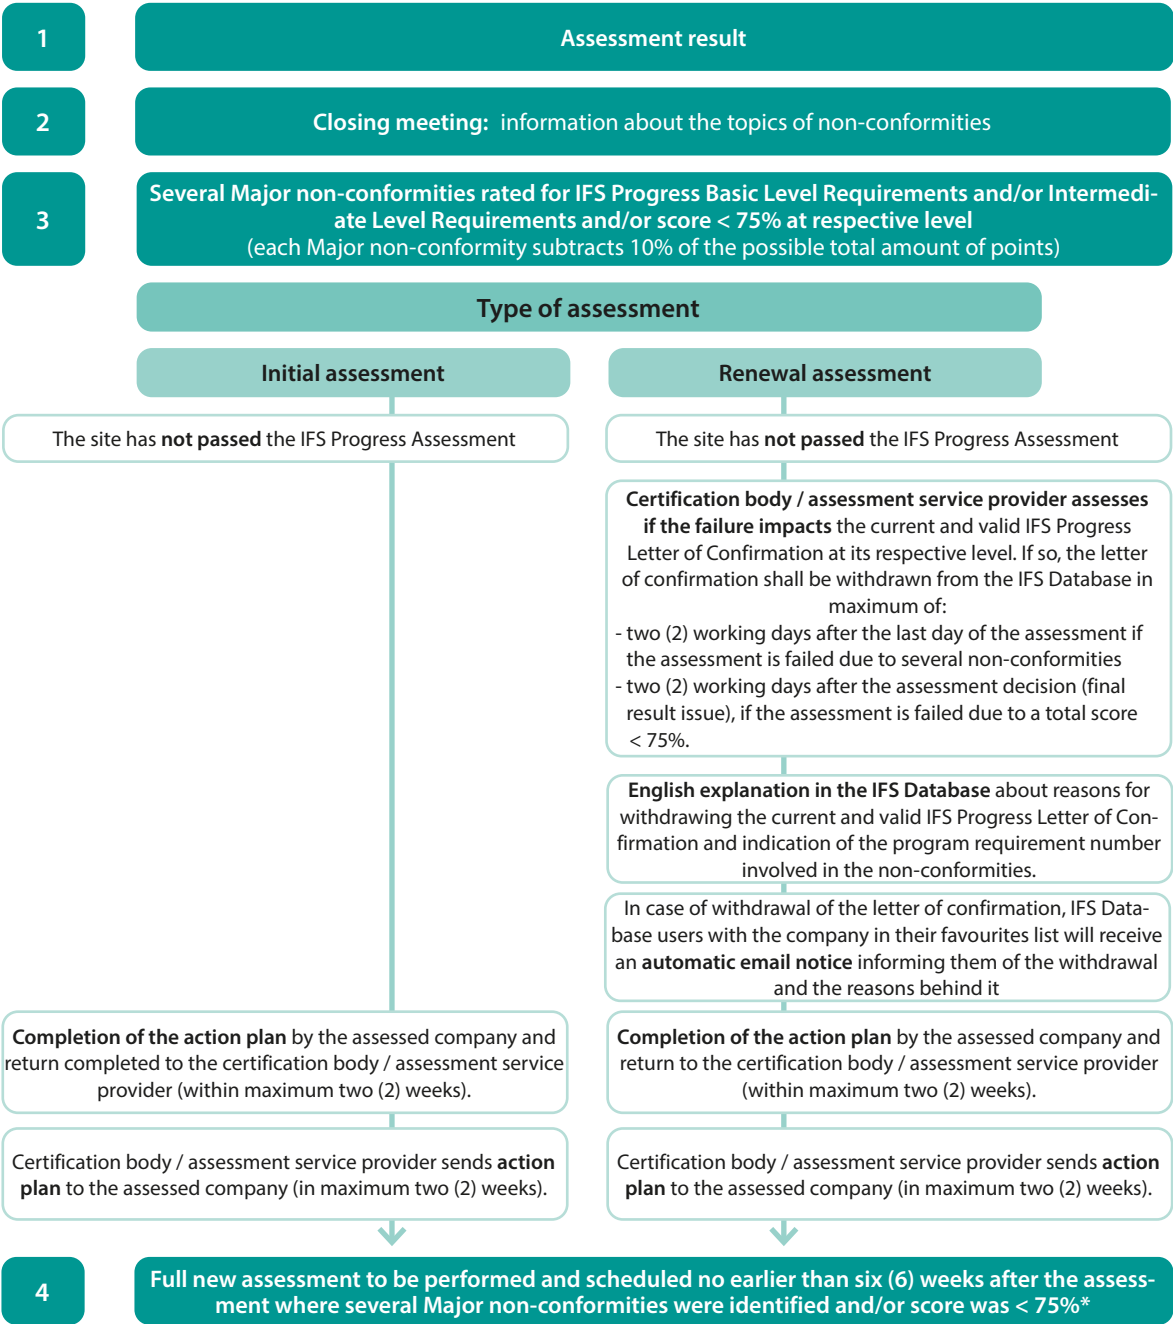 1
Assessment result
2
Closing meeting: information about the topics of non-conformities
3
Several Major non-conformities rated for IFS Progress Basic Level Requirements and/or Intermedi-
ate Level Requirements and/or score < 75% at respective level
(each Major non-conformity subtracts 10% of the possible total amount of points)
Type of assessment
Initial assessment
Renewal assessment
The site has not passed the IFS Progress Assessment
The site has not passed the IFS Progress Assessment
Certification body / assessment service provider assesses
if the failure impacts the current and valid IFS Progress
Letter of Confirmation at its respective level. If so, the letter
of confirmation shall be withdrawn from the IFS Database in
maximum of:
- two (2) working days after the last day of the assessment if
the assessment is failed due to several non-conformities
- two (2) working days after the assessment decision (final
result issue), if the assessment is failed due to a total score
< 75%.
English explanation in the IFS Database about reasons for
withdrawing the current and valid IFS Progress Letter of Con-
firmation and indication of the program requirement number
involved in the non-conformities.
In case of withdrawal of the letter of confirmation, IFS Data-
base users with the company in their favourites list will receive
an automatic email notice informing them of the withdrawal
and the reasons behind it
Completion of the action plan by the assessed company and
return completed to the certification body / assessment service
provider (within maximum two (2) weeks).
Completion of the action plan by the assessed company and
return to the certification body / assessment service provider
(within maximum two (2) weeks).
Certification body / assessment service provider sends action
plan to the assessed company (in maximum two (2) weeks).
Certification body / assessment service provider sends action
plan to the assessed company (in maximum two (2) weeks).
4
Full new assessment to be performed and scheduled no earlier than six (6) weeks after the assess-
ment where several Major non-conformities were identified and/or score was < 75%*